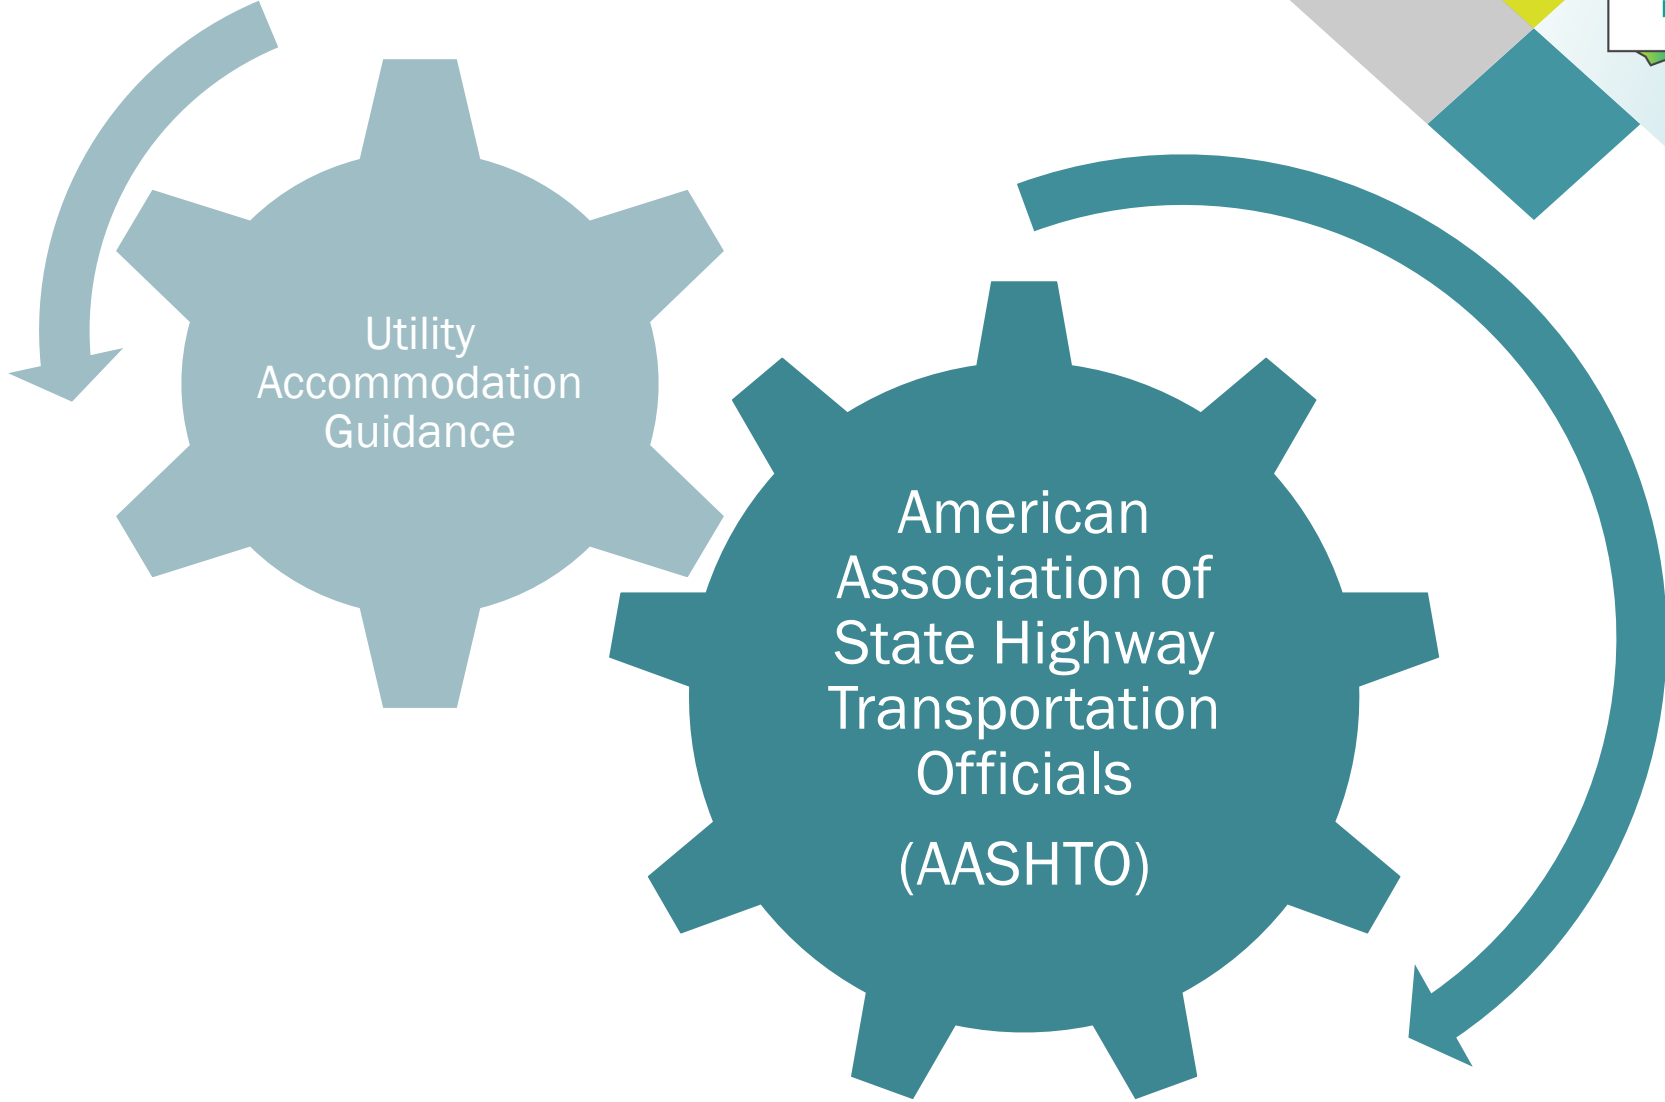 Utility
Accommodation
Guidance
American
Association of
State Highway
Transportation
Officials
(AASHTO)